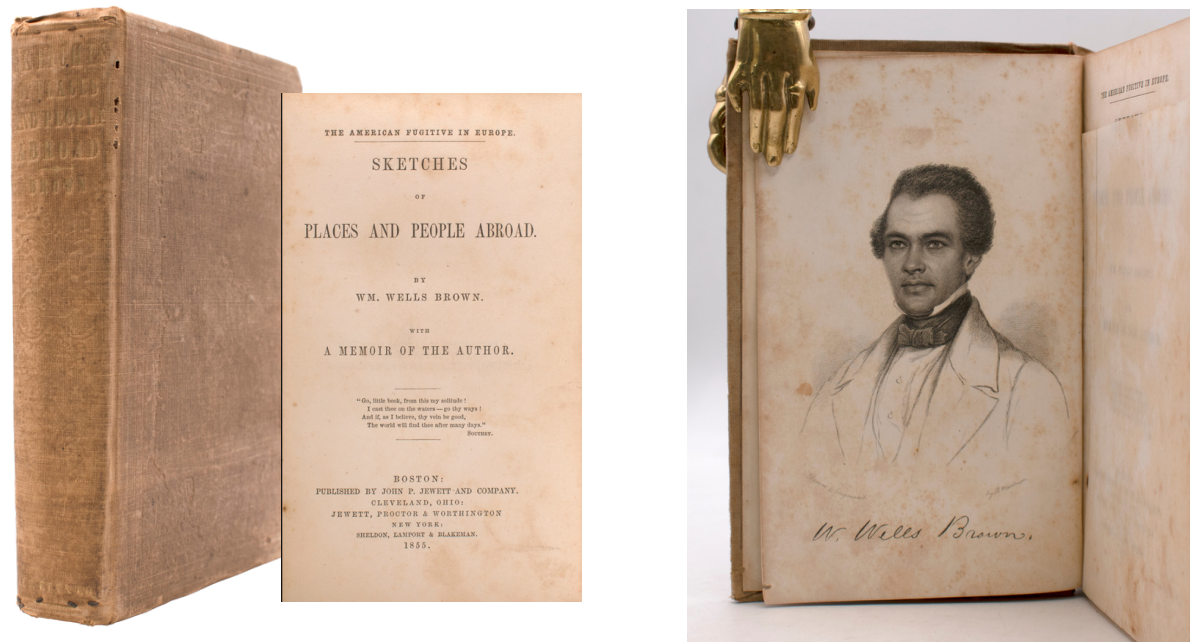 AND PEOPLE
ABROAD
THE AMERICAN FUGITIVE IN EUROPE.
SKETCHES
OF
PLACES AND PEOPLE ABROAD.
BY
WM. WELLS BROWN.
WITH
A MEMOIR OF THE AUTHOR.
"Go, little book, from this my solitude!
I cast thee on the waters—go thy ways!
And if, as I believe, thy vein be good,
The world will find thee after many days."
SOUTHEY.
BOSTON:
PUBLISHED BY JOHN P. JEWETT AND COMPANY.
CLEVELAND, OHIO:
JEWETT, PROCTOR & WORTHINGTON
NEW YORK:
SHELDON, LAMPORT & BLAKEMAN.
1855.
W. Wells Brown.
THE AMERICAN FUGITIVE IN EUROPE.